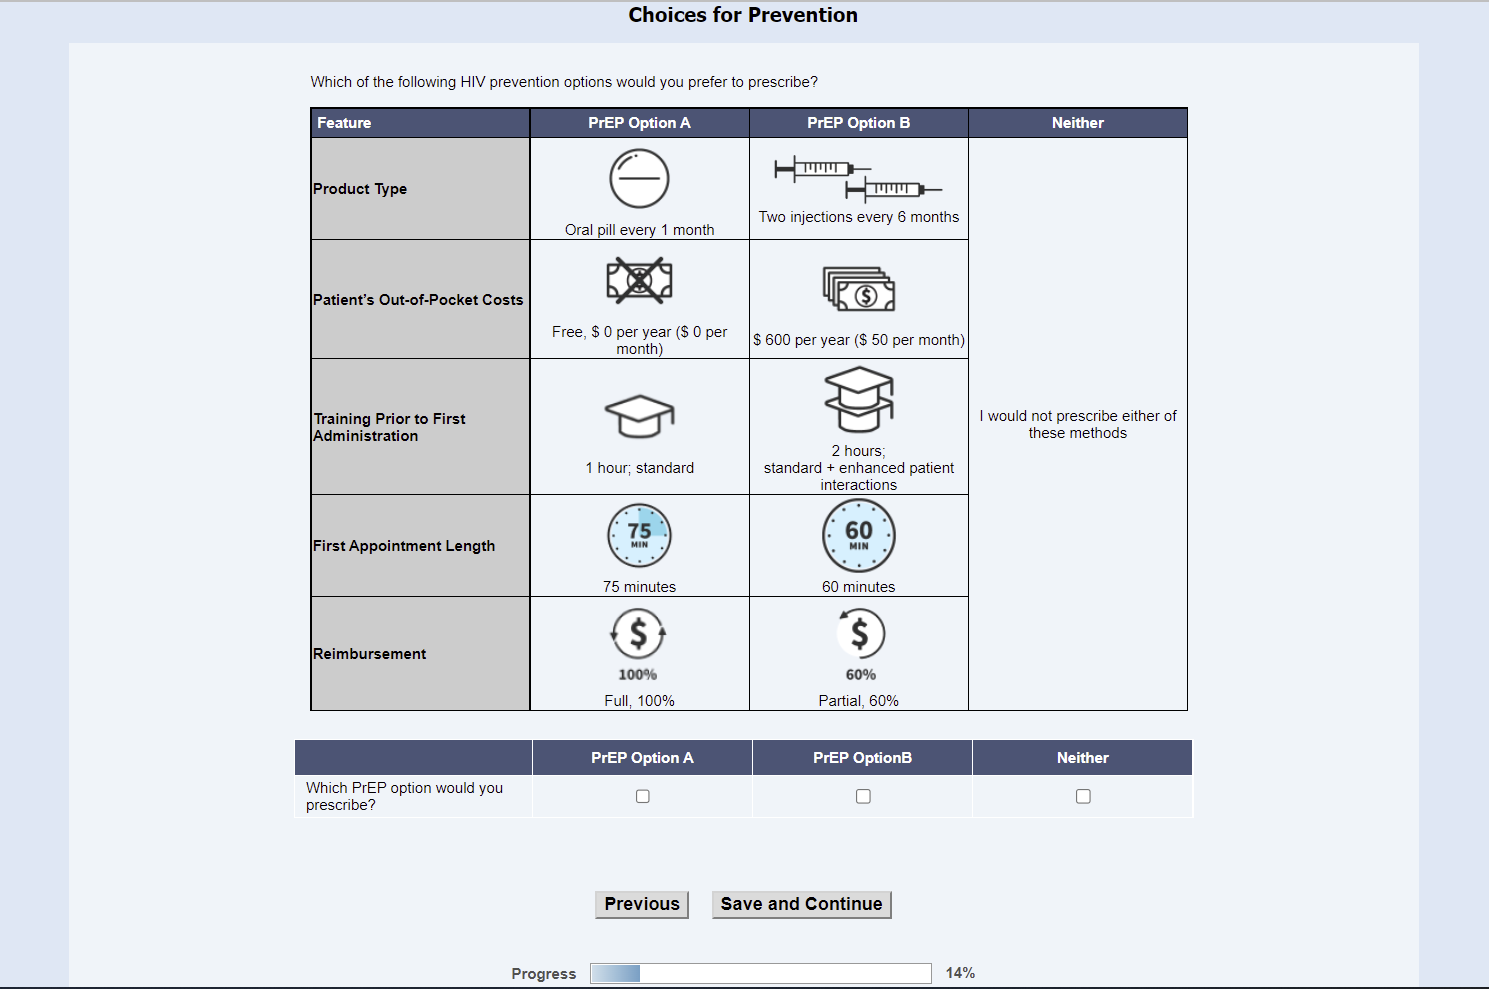 Choices for Prevention
Which of the following HIV prevention options would you prefer to prescribe?
Feature
PrEP Option A
PrEP Option B
Neither
Product Type
Oral pill every 1 month
Two injections every 6 months
I would not prescribe either of
these methods
Patient's Out-of-Pocket Costs
$
Free, $ 0 per year ($ 0 per
month)
$ 600 per year ($ 50 per month)
Training Prior to First
Administration
1 hour; standard
2 hours;
standard + enhanced patient
interactions
First Appointment Length
75
MIN
75 minutes
60
MIN
60 minutes
Reimbursement
$
100%
Full, 100%
$
60%
Partial, 60%
PrEP Option A
PrEP OptionB
Neither
Which PrEP option would you
prescribe?
Previous
Save and Continue
Progress
14%